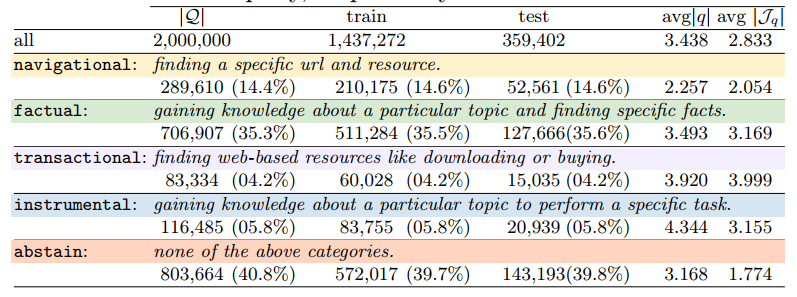 |Q| train test avg|q| avg |J_q|
all 2,000,000 1,437,272 359,402 3.438 2.833
navigational: finding a specific url and resource.
289,610 (14.4%) 210,175 (14.6%) 52,561 (14.6%) 2.257 2.054
factual: gaining knowledge about a particular topic and finding specific facts.
706,907 (35.3%) 511,284 (35.5%) 127,666(35.6%) 3.493 3.169
transactional: finding web-based resources like downloading or buying.
83,334 (04.2%) 60,028 (04.2%) 15,035 (04.2%) 3.920 3.999
instrumental: gaining knowledge about a particular topic to perform a specific task.
116,485 (05.8%) 83,755 (05.8%) 20,939 (05.8%) 4.344 3.155
abstain: none of the above categories.
803,664 (40.8%) 572,017 (39.7%) 143,193(39.8%) 3.168 1.774